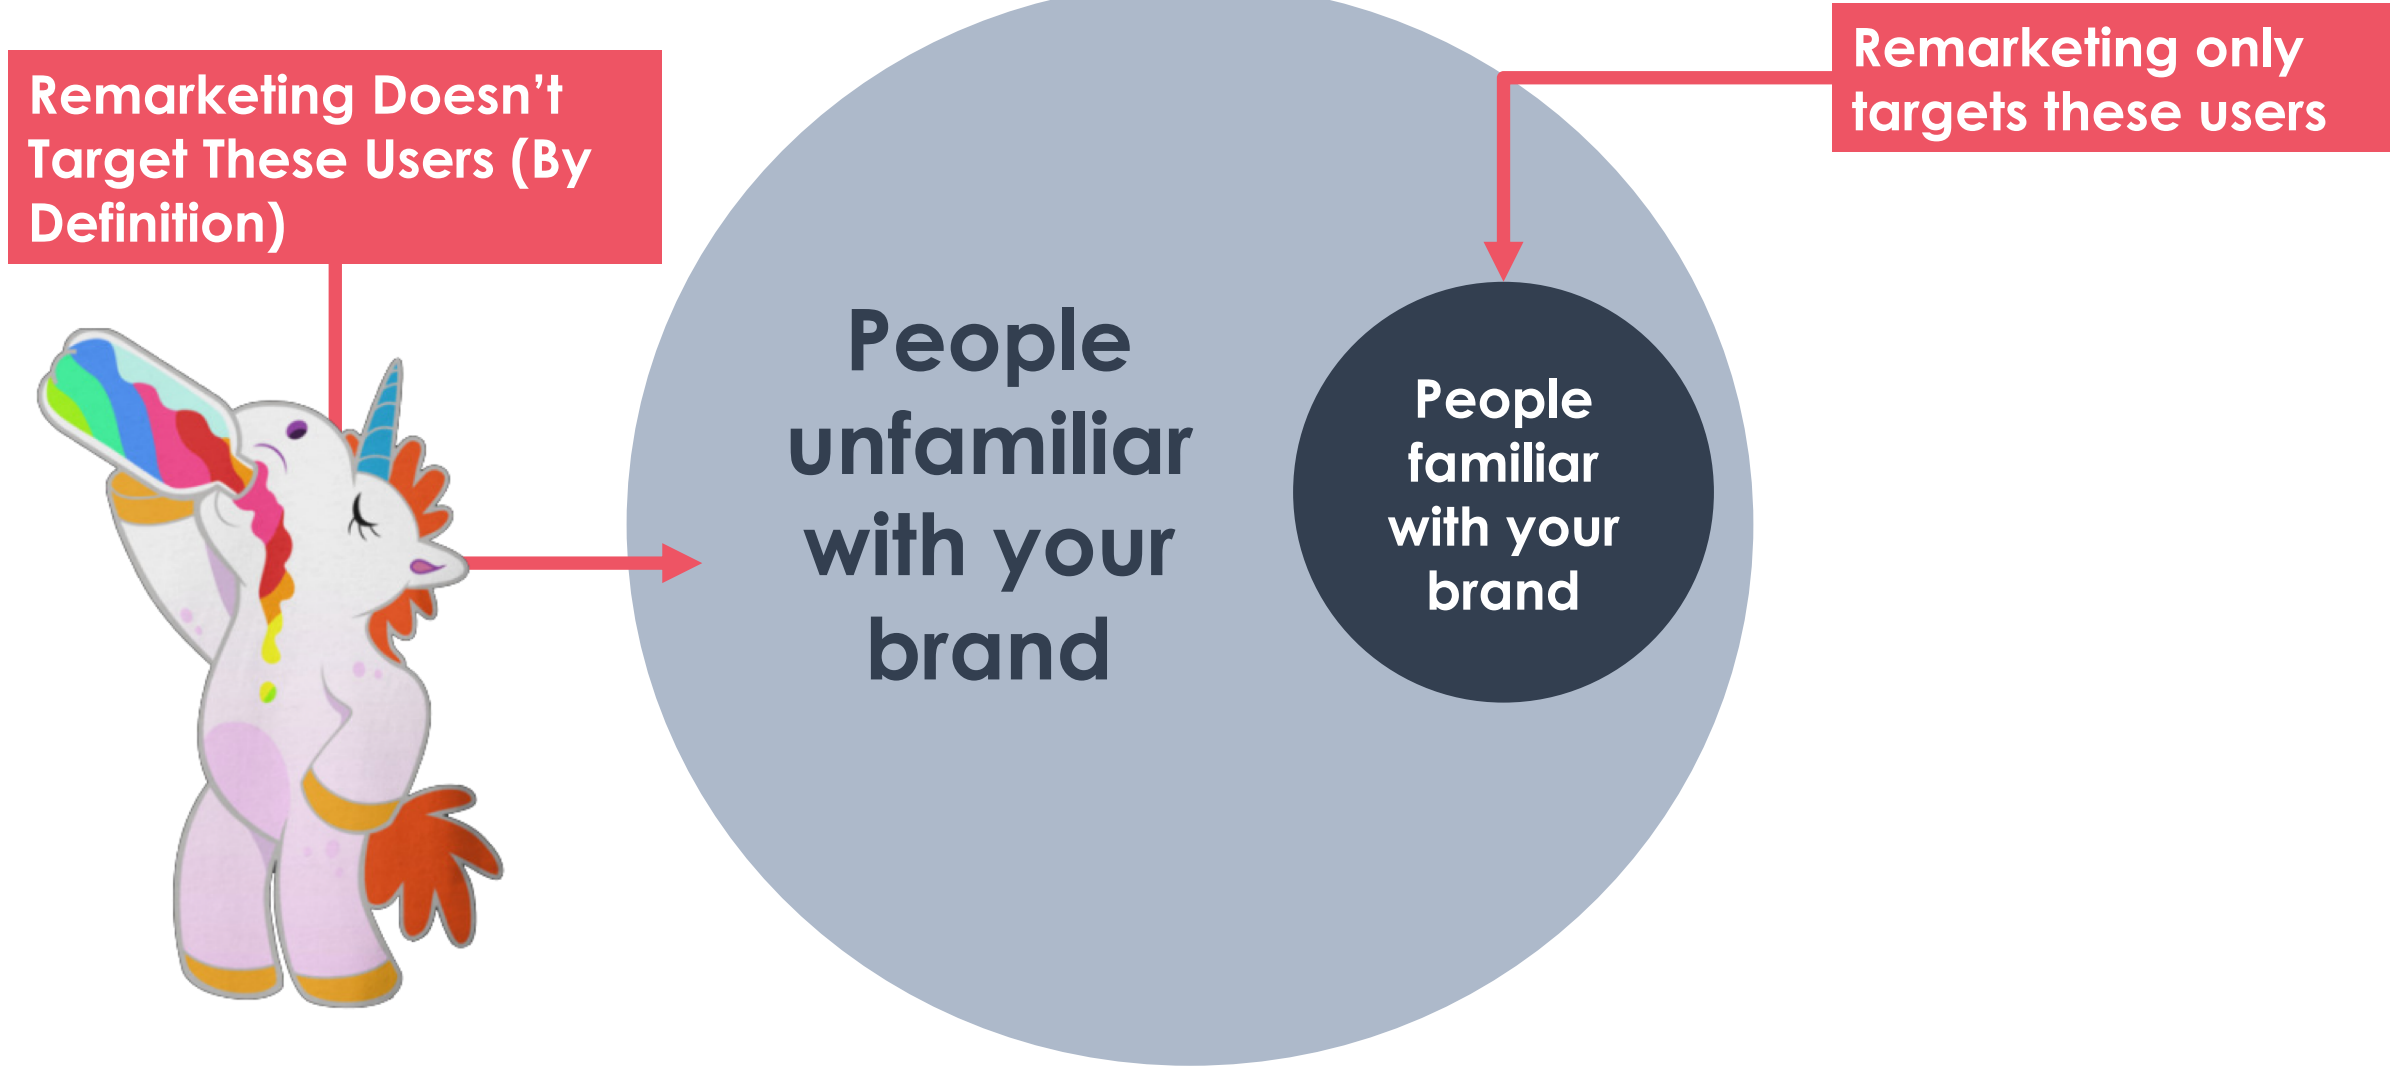 Remarketing Doesn’t
Target These Users (By
Definition)
Remarketing only
targets these users
People
unfamiliar
with your
brand
People
familiar
with your
brand